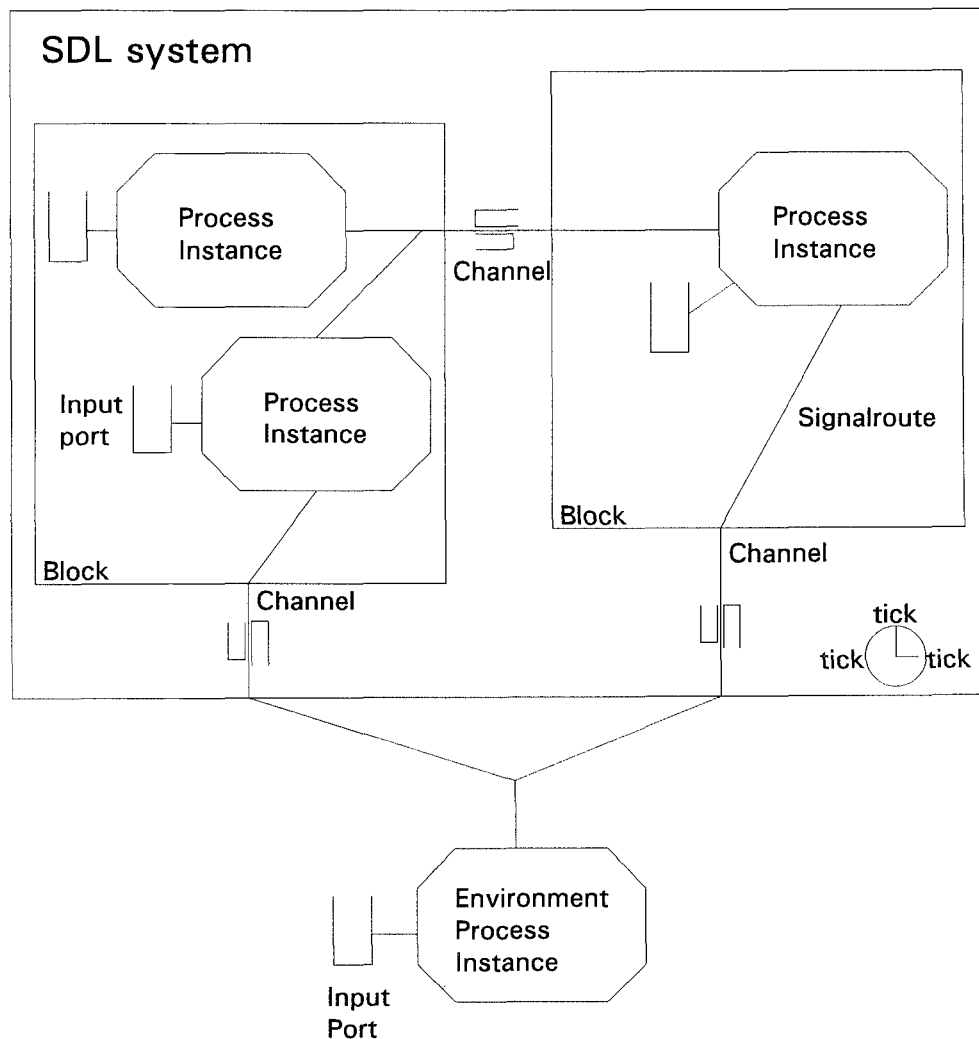 SDL system
Process
Instance
Process
Instance
Channel
Input
port
Process
Instance
Signalroute
Block
Block
Channel
Channel
tick
tick
tick
Environment
Process
Instance
Input
Port